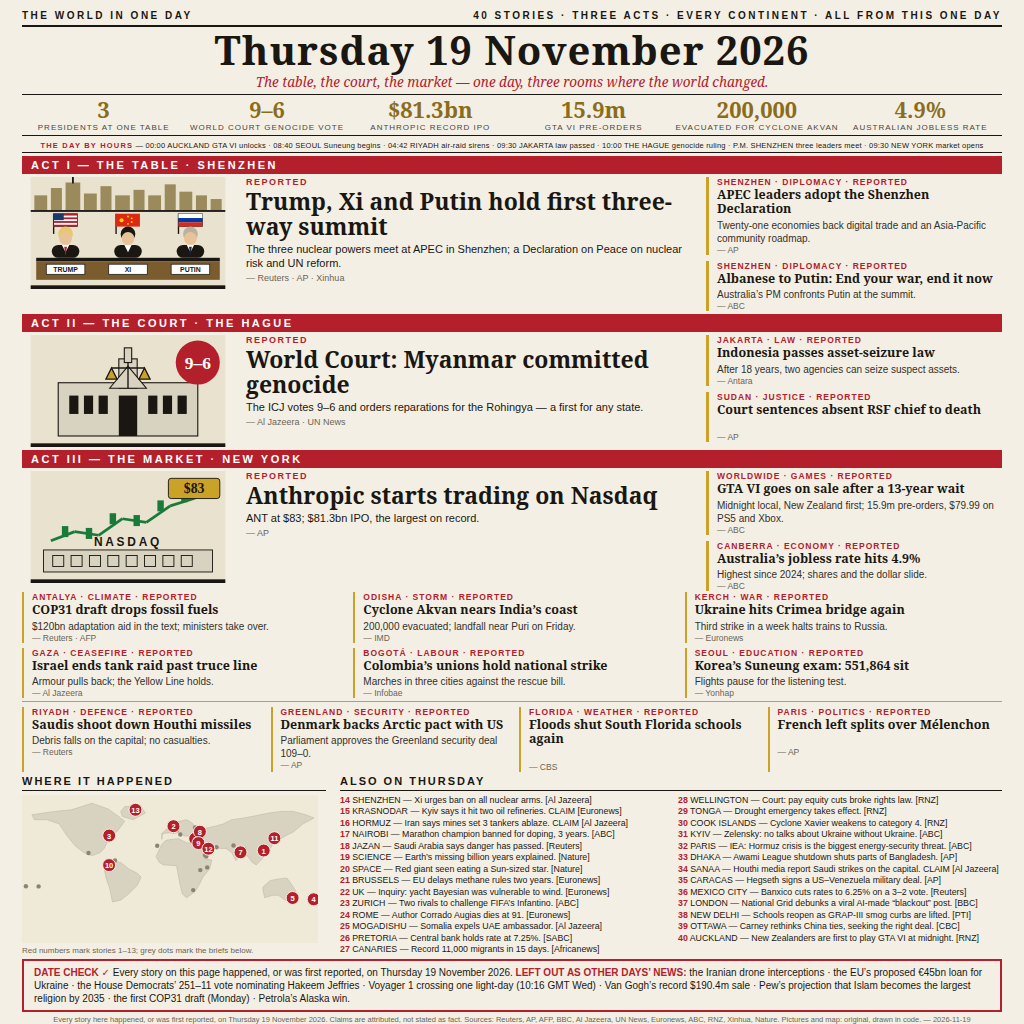 THE WORLD IN ONE DAY
40 STORIES · THREE ACTS · EVERY CONTINENT · ALL FROM THIS ONE DAY
Thursday 19 November 2026
The table, the court, the market — one day, three rooms where the world changed.
3
PRESIDENTS AT ONE TABLE
9–6
WORLD COURT GENOCIDE VOTE
$81.3bn
ANTHROPIC RECORD IPO
15.9m
GTA VI PRE-ORDERS
200,000
EVACUATED FOR CYCLONE AKVAN
4.9%
AUSTRALIAN JOBLESS RATE
THE DAY BY HOURS — 00:00 AUCKLAND GTA VI unlocks · 08:40 SEOUL Suneung begins · 04:42 RIYADH air-raid sirens · 09:30 JAKARTA law passed · 10:00 THE HAGUE genocide ruling · P.M. SHENZHEN three leaders meet · 09:30 NEW YORK market opens
ACT I — THE TABLE · SHENZHEN
TRUMP
XI
PUTIN
REPORTED
Trump, Xi and Putin hold first three-
way summit
The three nuclear powers meet at APEC in Shenzhen; a Declaration on Peace on nuclear
risk and UN reform.
— Reuters · AP · Xinhua
SHENZHEN · DIPLOMACY · REPORTED
APEC leaders adopt the Shenzhen
Declaration
Twenty-one economies back digital trade and an Asia-Pacific
community roadmap.
— AP
SHENZHEN · DIPLOMACY · REPORTED
Albanese to Putin: End your war, end it now
Australia's PM confronts Putin at the summit.
— ABC
ACT II — THE COURT · THE HAGUE
9–6
REPORTED
World Court: Myanmar committed
genocide
The ICJ votes 9–6 and orders reparations for the Rohingya — a first for any state.
— Al Jazeera · UN News
JAKARTA · LAW · REPORTED
Indonesia passes asset-seizure law
After 18 years, two agencies can seize suspect assets.
— Antara
SUDAN · JUSTICE · REPORTED
Court sentences absent RSF chief to death
— AP
ACT III — THE MARKET · NEW YORK
$83
NASDAQ
REPORTED
Anthropic starts trading on Nasdaq
ANT at $83; $81.3bn IPO, the largest on record.
— AP
WORLDWIDE · GAMES · REPORTED
GTA VI goes on sale after a 13-year wait
Midnight local, New Zealand first; 15.9m pre-orders, $79.99 on
PS5 and Xbox.
— ABC
CANBERRA · ECONOMY · REPORTED
Australia's jobless rate hits 4.9%
Highest since 2024; shares and the dollar slide.
— ABC
ANTALYA · CLIMATE · REPORTED
COP31 draft drops fossil fuels
$120bn adaptation aid in the text; ministers take over.
— Reuters · AFP
ODISHA · STORM · REPORTED
Cyclone Akvan nears India's coast
200,000 evacuated; landfall near Puri on Friday.
— IMD
KERCH · WAR · REPORTED
Ukraine hits Crimea bridge again
Third strike in a week halts trains to Russia.
— Euronews
GAZA · CEASEFIRE · REPORTED
Israel ends tank raid past truce line
Armour pulls back; the Yellow Line holds.
— Al Jazeera
BOGOTÁ · LABOUR · REPORTED
Colombia's unions hold national strike
Marches in three cities against the rescue bill.
— Infobae
SEOUL · EDUCATION · REPORTED
Korea's Suneung exam: 551,864 sit
Flights pause for the listening test.
— Yonhap
RIYADH · DEFENCE · REPORTED
Saudis shoot down Houthi missiles
Debris falls on the capital; no casualties.
— Reuters
GREENLAND · SECURITY · REPORTED
Denmark backs Arctic pact with US
Parliament approves the Greenland security deal
109–0.
— AP
FLORIDA · WEATHER · REPORTED
Floods shut South Florida schools
again
— CBS
PARIS · POLITICS · REPORTED
French left splits over Mélenchon
— AP
WHERE IT HAPPENED
13
2
8
3
9
12
11
7
1
10
5
4
Red numbers mark stories 1–13; grey dots mark the briefs below.
ALSO ON THURSDAY
14 SHENZHEN — Xi urges ban on all nuclear arms. [Al Jazeera]
15 KRASNODAR — Kyiv says it hit two oil refineries. CLAIM [Euronews]
16 HORMUZ — Iran says mines set 3 tankers ablaze. CLAIM [Al Jazeera]
17 NAIROBI — Marathon champion banned for doping, 3 years. [ABC]
18 JAZAN — Saudi Arabia says danger has passed. [Reuters]
19 SCIENCE — Earth's missing billion years explained. [Nature]
20 SPACE — Red giant seen eating a Sun-sized star. [Nature]
21 BRUSSELS — EU delays methane rules two years. [Euronews]
22 UK — Inquiry: yacht Bayesian was vulnerable to wind. [Euronews]
23 ZURICH — Two rivals to challenge FIFA's Infantino. [ABC]
24 ROME — Author Corrado Augias dies at 91. [Euronews]
25 MOGADISHU — Somalia expels UAE ambassador. [Al Jazeera]
26 PRETORIA — Central bank holds rate at 7.25%. [SABC]
27 CANARIES — Record 11,000 migrants in 15 days. [Africanews]
28 WELLINGTON — Court: pay equity cuts broke rights law. [RNZ]
29 TONGA — Drought emergency takes effect. [RNZ]
30 COOK ISLANDS — Cyclone Xavier weakens to category 4. [RNZ]
31 KYIV — Zelensky: no talks about Ukraine without Ukraine. [ABC]
32 PARIS — IEA: Hormuz crisis is the biggest energy-security threat. [ABC]
33 DHAKA — Awami League shutdown shuts parts of Bangladesh. [AP]
34 SANAA — Houthi media report Saudi strikes on the capital. CLAIM [Al Jazeera]
35 CARACAS — Hegseth signs a US–Venezuela military deal. [AP]
36 MEXICO CITY — Banxico cuts rates to 6.25% on a 3–2 vote. [Reuters]
37 LONDON — National Grid debunks a viral AI-made “blackout” post. [BBC]
38 NEW DELHI — Schools reopen as GRAP-III smog curbs are lifted. [PTI]
39 OTTAWA — Carney rethinks China ties, seeking the right deal. [CBC]
40 AUCKLAND — New Zealanders are first to play GTA VI at midnight. [RNZ]
DATE CHECK ✓ Every story on this page happened, or was first reported, on Thursday 19 November 2026. LEFT OUT AS OTHER DAYS' NEWS: the Iranian drone interceptions · the EU's proposed €45bn loan for
Ukraine · the House Democrats' 251–11 vote nominating Hakeem Jeffries · Voyager 1 crossing one light-day (10:16 GMT Wed) · Van Gogh's record $190.4m sale · Pew's projection that Islam becomes the largest
religion by 2035 · the first COP31 draft (Monday) · Petrola's Alaska win.
Every story here happened, or was first reported, on Thursday 19 November 2026. Claims are attributed, not stated as fact. Sources: Reuters, AP, AFP, BBC, Al Jazeera, UN News, Euronews, ABC, RNZ, Xinhua, Nature. Pictures and map: original, drawn in code. — 2026-11-19